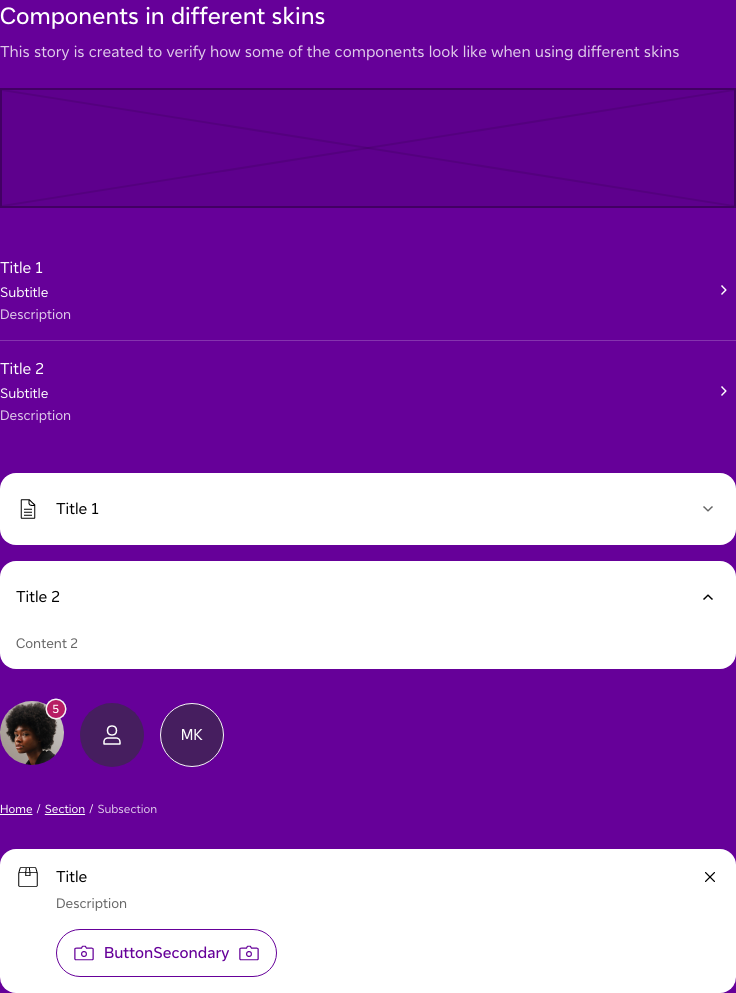 Components in different skins
This story is created to verify how some of the components look like when using different skins
Title 1
Subtitle
Description
Title 2
Subtitle
Description
Title 1
Title 2
Content 2
5
MK
Home / Section / Subsection
Title
Description
ButtonSecondary